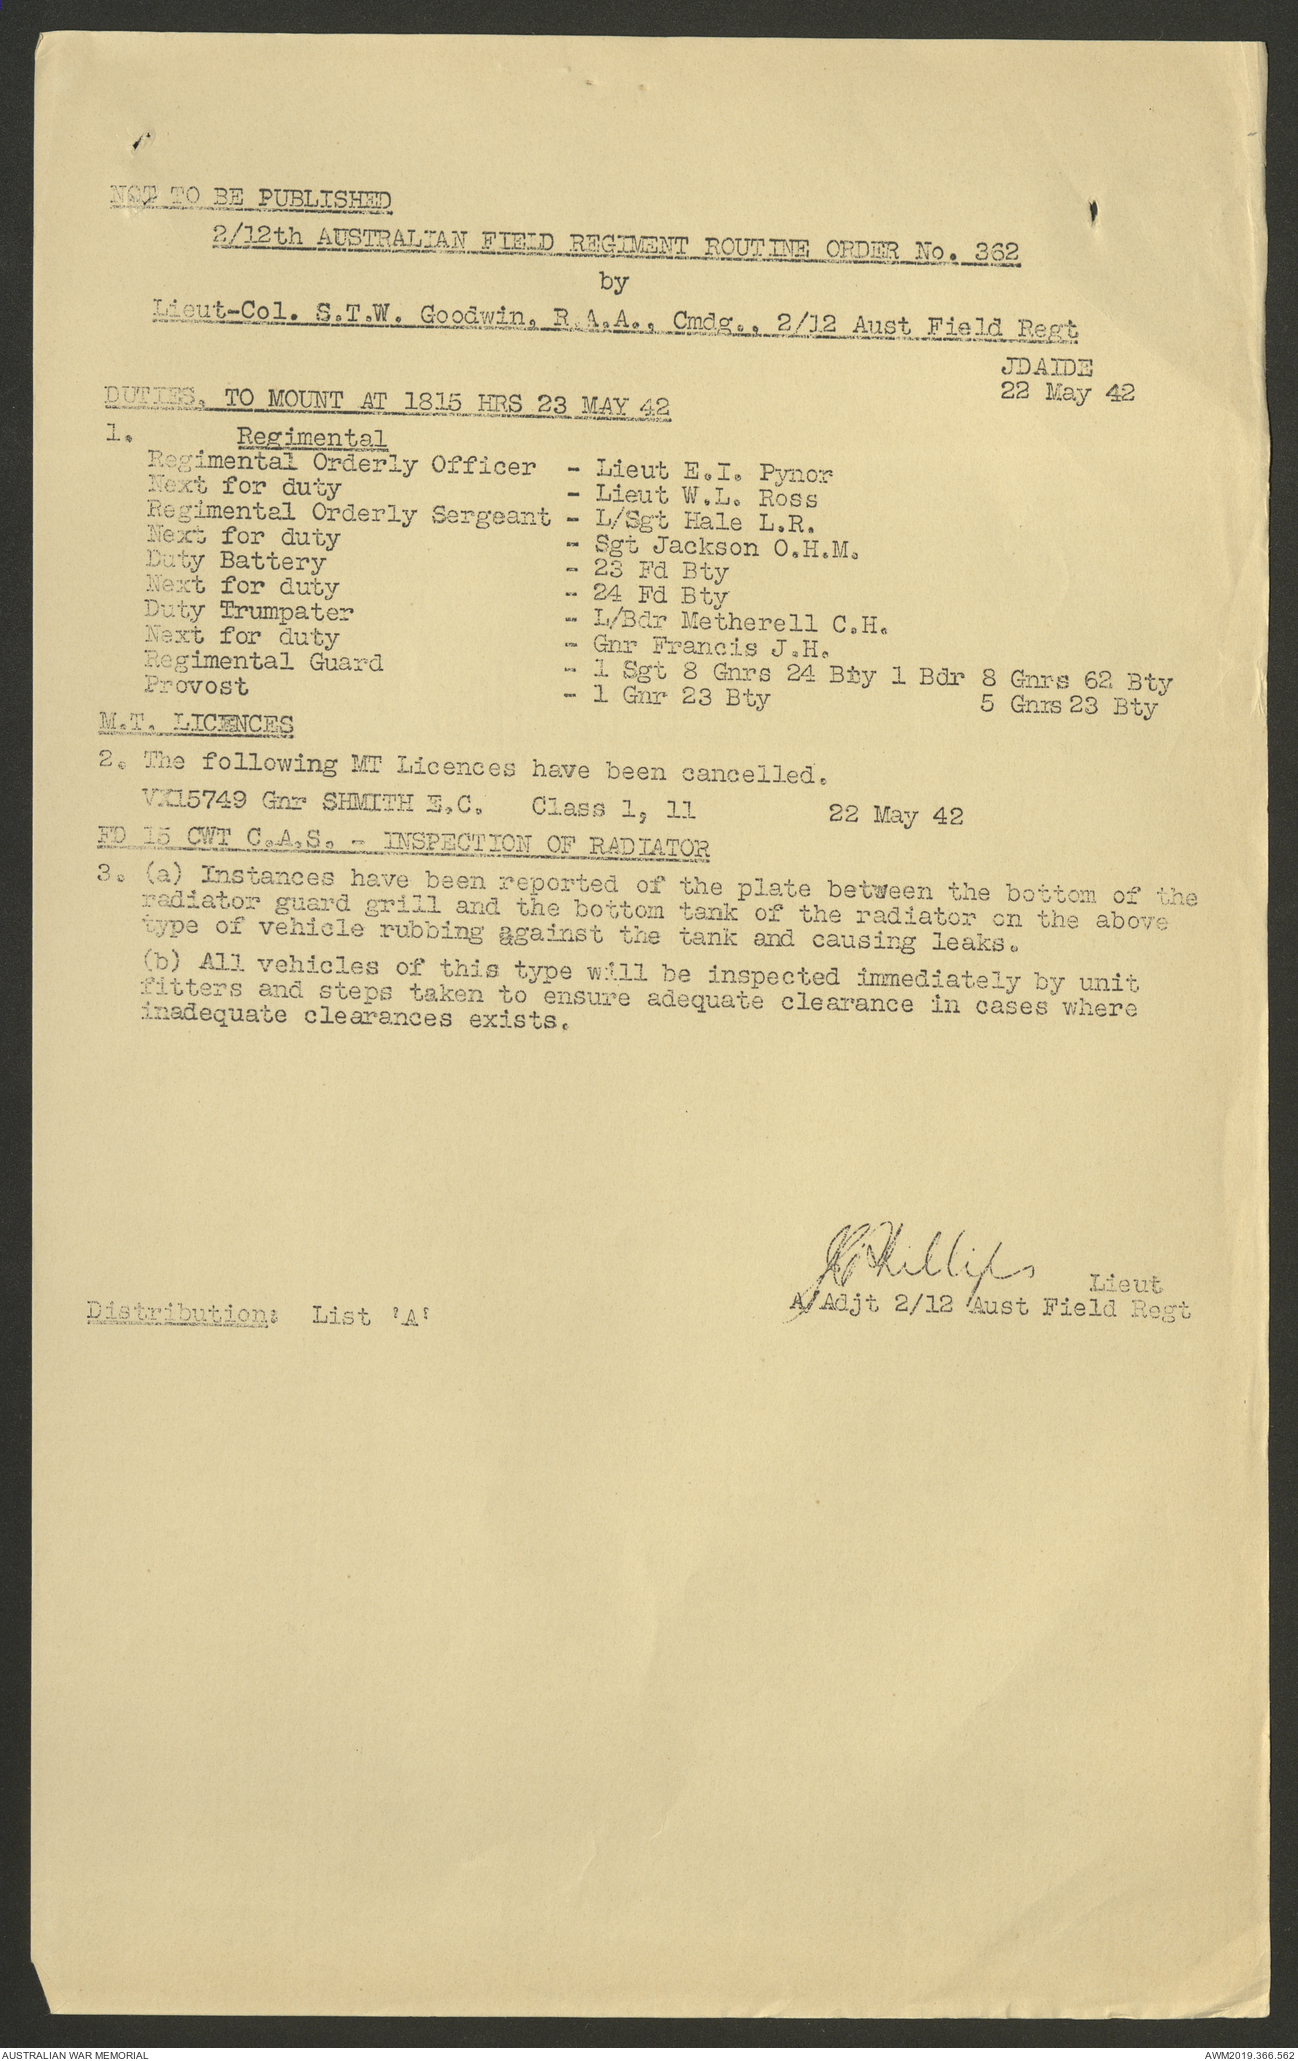 NOT TO BE PUBLISHED
2/12th AUSTRALIAN FIELD REGIMENT ROUTINE ORDER No. 362
by
Lieut-Col. S.T.W. Goodwin, R.A.A., Cmdg., 2/12 Aust Field Regt
JDAIDE
22 May 42
DUTIES, TO MOUNT AT 1815 HRS 23 MAY 42
1. Regimental
Regimental Orderly Officer - Lieut E.I. Pynor
Next for duty - Lieut W.L. Ross
Regimental Orderly Sergeant - L/Sgt Hale L.R.
Next for duty - Sgt Jackson O.H.M.
Duty Battery - 23 Fd Bty
Next for duty - 24 Fd Bty
Duty Trumpater - L/Bdr Metherell C.H.
Next for duty - Gnr Francis J.H.
Regimental Guard - 1 Sgt 8 Gnrs 24 Bty 1 Bdr 8 Gnrs 62 Bty
Provost - 1 Gnr 23 Bty 5 Gnrs 23 Bty
M.T. LICENCES
2. The following MT Licences have been cancelled.
VX15749 Gnr SHMITH E.C. Class 1, 11 22 May 42
FD 15 CWT C.A.S. - INSPECTION OF RADIATOR
3. (a) Instances have been reported of the plate between the bottom of the
radiator guard grill and the bottom tank of the radiator on the above
type of vehicle rubbing against the tank and causing leaks.
(b) All vehicles of this type will be inspected immediately by unit
fitters and steps taken to ensure adequate clearance in cases where
inadequate clearances exists.
Phillips
Lieut
A/Adjt 2/12 Aust Field Regt
Distribution: List 'A'
AUSTRALIAN WAR MEMORIAL
AWM2019.366.562